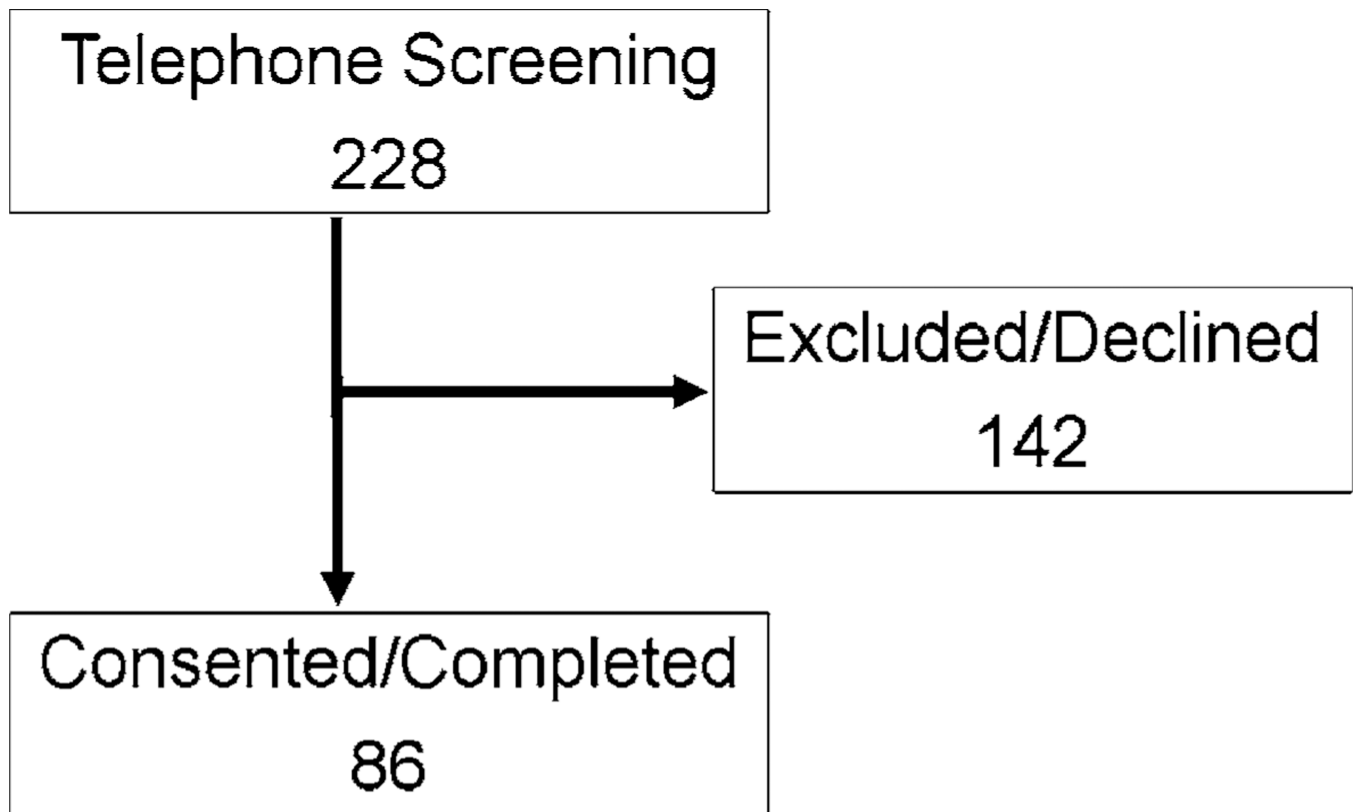 Telephone Screening
228
Excluded/Declined
142
Consented/Completed
86